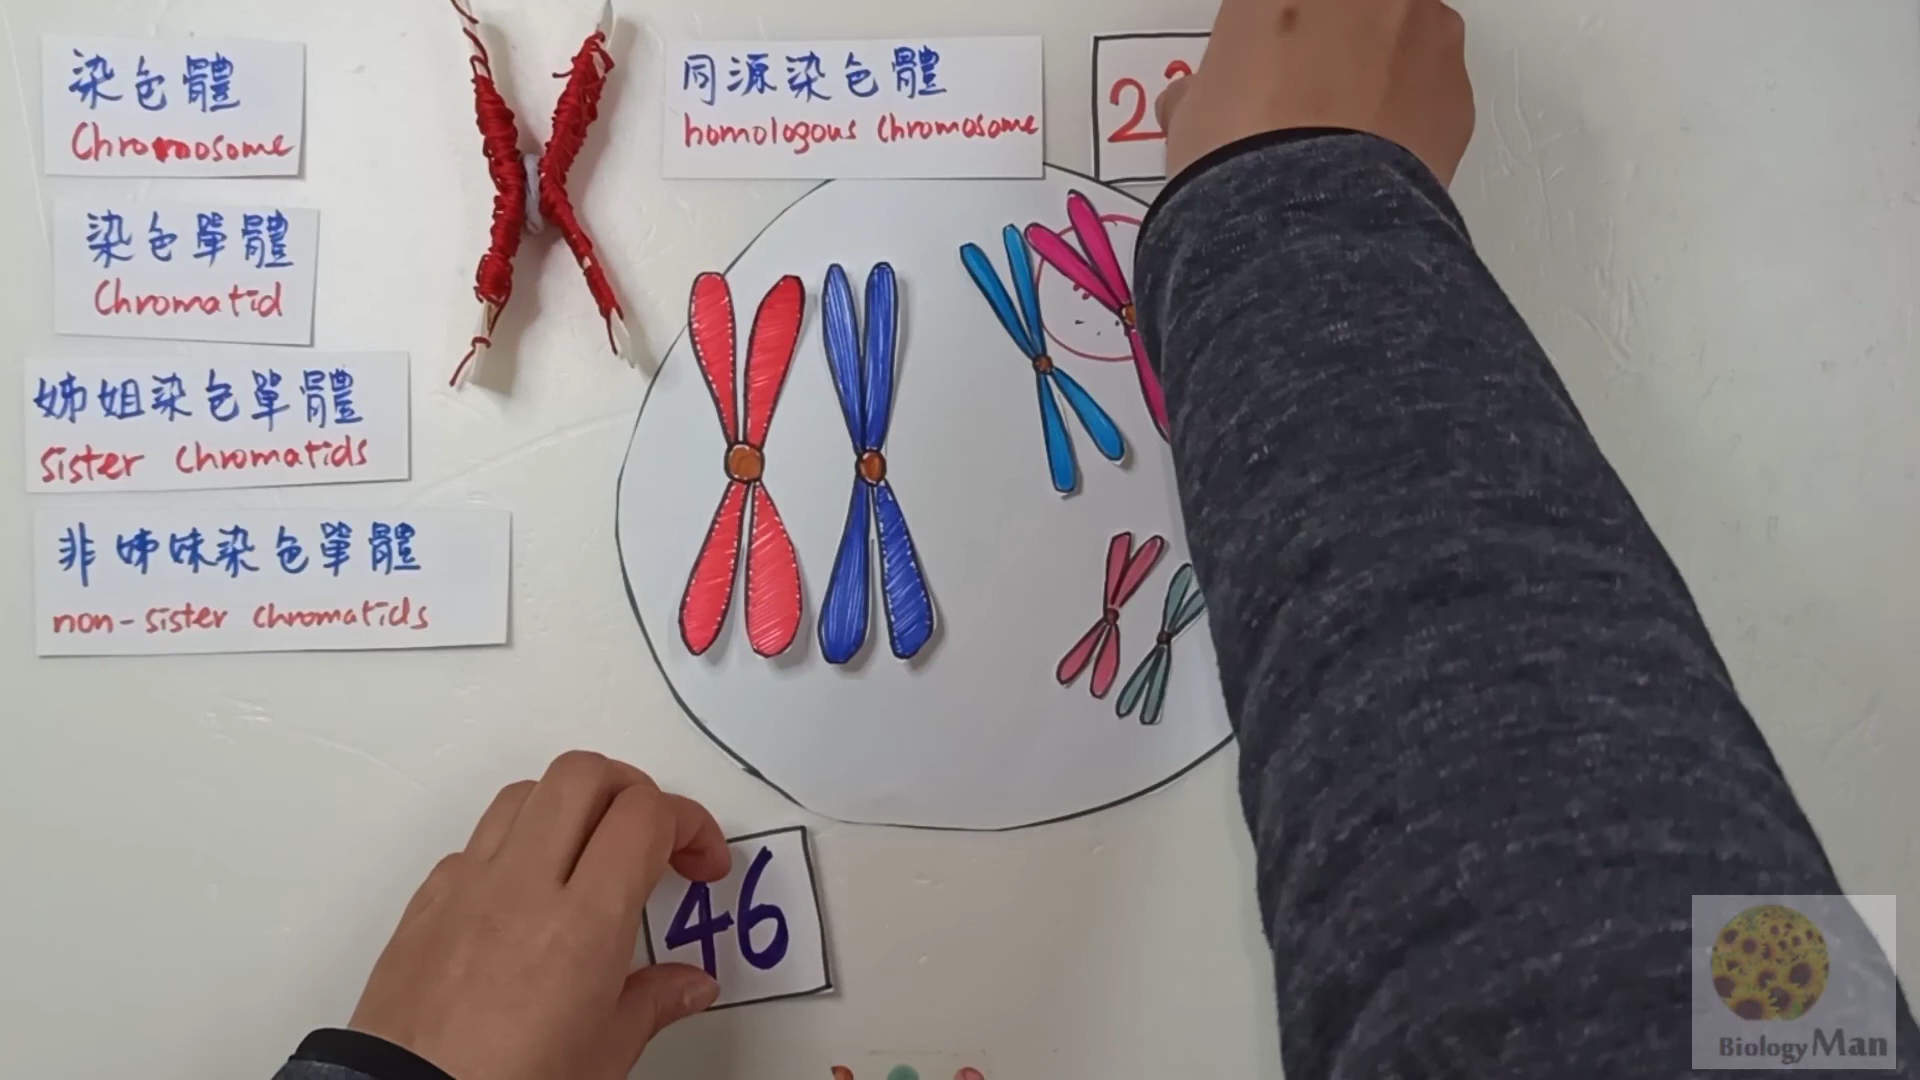 染色體
Chromosome
染色單體
Chromatid
姊姐染色單體
sister chromatids
非姊妹染色單體
non-sister chromatids
同源染色體
homologous chromosome
46
Biology Man